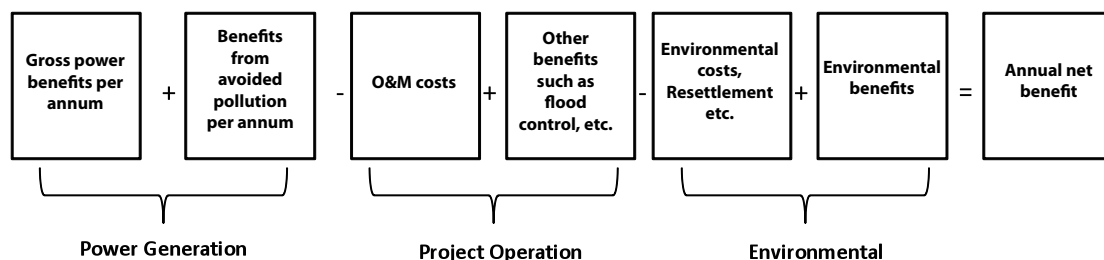 Gross power
benefits per
annum
+
Benefits
from
avoided
pollution
per annum
-
O&M costs
+
Other
benefits
such as
flood
control, etc.
-
Environmental
costs,
Resettlement
etc.
+
Environmental
benefits
=
Annual net
benefit
Power Generation
Project Operation
Environmental